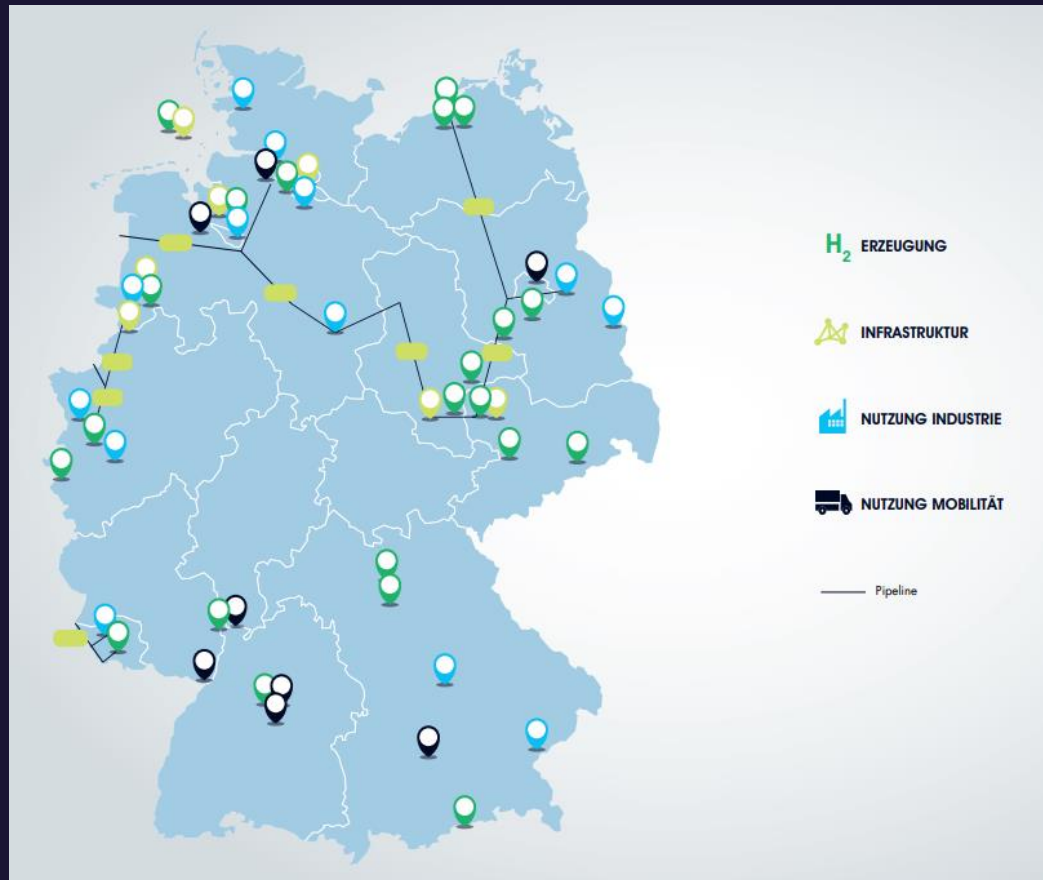 H₂ ERZEUGUNG
INFRASTRUKTUR
NUTZUNG INDUSTRIE
NUTZUNG MOBILITÄT
Pipeline